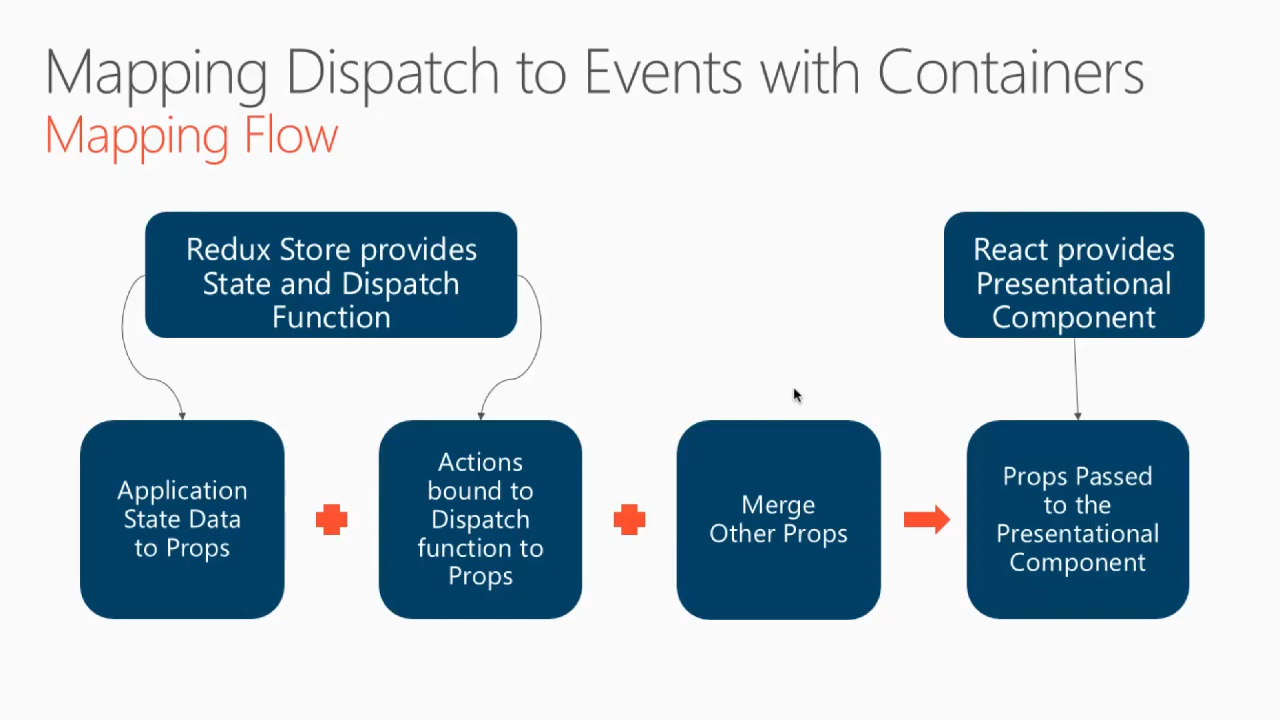 Mapping Dispatch to Events with Containers
Mapping Flow
Redux Store provides
State and Dispatch
Function
React provides
Presentational
Component
Application
State Data
to Props
Actions
bound to
Dispatch
function to
Props
Merge
Other Props
Props Passed
to the
Presentational
Component